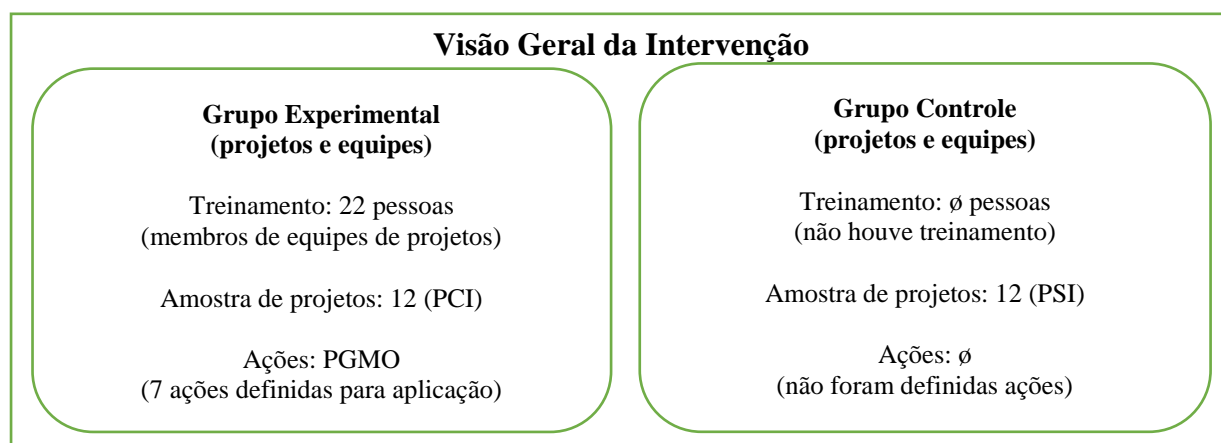 Visão Geral da Intervenção
Grupo Experimental
(projetos e equipes)
Treinamento: 22 pessoas
(membros de equipes de projetos)
Amostra de projetos: 12 (PCI)
Ações: PGMO
(7 ações definidas para aplicação)
Grupo Controle
(projetos e equipes)
Treinamento: ø pessoas
(não houve treinamento)
Amostra de projetos: 12 (PSI)
Ações: ø
(não foram definidas ações)